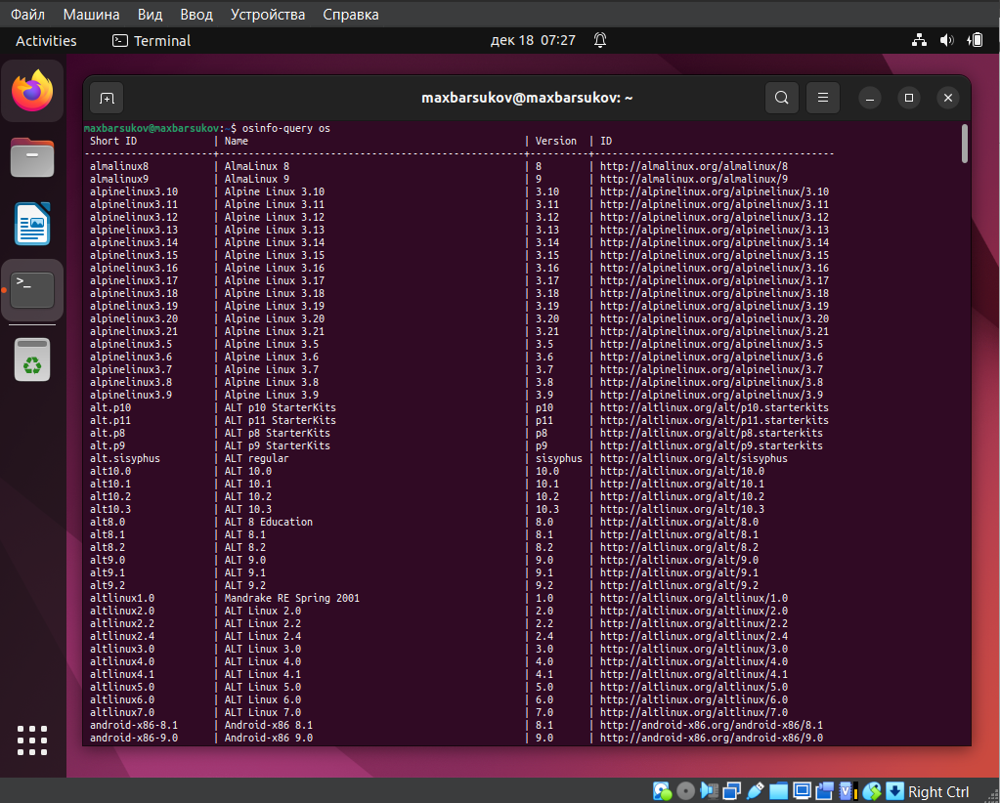 Файл Машина Вид Ввод Устройства Справка
Activities Terminal дек 18 07:27
maxbarsukov@maxbarsukov: ~
maxbarsukov@maxbarsukov:~$ osinfo-query os
Short ID | Name | Version | ID
----------------------+----------------------------------------------------+----------+-----------------------------------------
almalinux8 | AlmaLinux 8 | 8 | http://almalinux.org/almalinux/8
almalinux9 | AlmaLinux 9 | 9 | http://almalinux.org/almalinux/9
alpinelinux3.10 | Alpine Linux 3.10 | 3.10 | http://alpinelinux.org/alpinelinux/3.10
alpinelinux3.11 | Alpine Linux 3.11 | 3.11 | http://alpinelinux.org/alpinelinux/3.11
alpinelinux3.12 | Alpine Linux 3.12 | 3.12 | http://alpinelinux.org/alpinelinux/3.12
alpinelinux3.13 | Alpine Linux 3.13 | 3.13 | http://alpinelinux.org/alpinelinux/3.13
alpinelinux3.14 | Alpine Linux 3.14 | 3.14 | http://alpinelinux.org/alpinelinux/3.14
alpinelinux3.15 | Alpine Linux 3.15 | 3.15 | http://alpinelinux.org/alpinelinux/3.15
alpinelinux3.16 | Alpine Linux 3.16 | 3.16 | http://alpinelinux.org/alpinelinux/3.16
alpinelinux3.17 | Alpine Linux 3.17 | 3.17 | http://alpinelinux.org/alpinelinux/3.17
alpinelinux3.18 | Alpine Linux 3.18 | 3.18 | http://alpinelinux.org/alpinelinux/3.18
alpinelinux3.19 | Alpine Linux 3.19 | 3.19 | http://alpinelinux.org/alpinelinux/3.19
alpinelinux3.20 | Alpine Linux 3.20 | 3.20 | http://alpinelinux.org/alpinelinux/3.20
alpinelinux3.21 | Alpine Linux 3.21 | 3.21 | http://alpinelinux.org/alpinelinux/3.21
alpinelinux3.5 | Alpine Linux 3.5 | 3.5 | http://alpinelinux.org/alpinelinux/3.5
alpinelinux3.6 | Alpine Linux 3.6 | 3.6 | http://alpinelinux.org/alpinelinux/3.6
alpinelinux3.7 | Alpine Linux 3.7 | 3.7 | http://alpinelinux.org/alpinelinux/3.7
alpinelinux3.8 | Alpine Linux 3.8 | 3.8 | http://alpinelinux.org/alpinelinux/3.8
alpinelinux3.9 | Alpine Linux 3.9 | 3.9 | http://alpinelinux.org/alpinelinux/3.9
alt.p10 | ALT p10 StarterKits | p10 | http://altlinux.org/alt/p10.starterkits
alt.p11 | ALT p11 StarterKits | p11 | http://altlinux.org/alt/p11.starterkits
alt.p8 | ALT p8 StarterKits | p8 | http://altlinux.org/alt/p8.starterkits
alt.p9 | ALT p9 StarterKits | p9 | http://altlinux.org/alt/p9.starterkits
alt.sisyphus | ALT regular | sisyphus | http://altlinux.org/alt/sisyphus
alt10.0 | ALT 10.0 | 10.0 | http://altlinux.org/alt/10.0
alt10.1 | ALT 10.1 | 10.1 | http://altlinux.org/alt/10.1
alt10.2 | ALT 10.2 | 10.2 | http://altlinux.org/alt/10.2
alt10.3 | ALT 10.3 | 10.3 | http://altlinux.org/alt/10.3
alt8.0 | ALT 8 Education | 8.0 | http://altlinux.org/alt/8.0
alt8.1 | ALT 8.1 | 8.1 | http://altlinux.org/alt/8.1
alt8.2 | ALT 8.2 | 8.2 | http://altlinux.org/alt/8.2
alt9.0 | ALT 9.0 | 9.0 | http://altlinux.org/alt/9.0
alt9.1 | ALT 9.1 | 9.1 | http://altlinux.org/alt/9.1
alt9.2 | ALT 9.2 | 9.2 | http://altlinux.org/alt/9.2
altlinux1.0 | Mandrake RE Spring 2001 | 1.0 | http://altlinux.org/altlinux/1.0
altlinux2.0 | ALT Linux 2.0 | 2.0 | http://altlinux.org/altlinux/2.0
altlinux2.2 | ALT Linux 2.2 | 2.2 | http://altlinux.org/altlinux/2.2
altlinux2.4 | ALT Linux 2.4 | 2.4 | http://altlinux.org/altlinux/2.4
altlinux3.0 | ALT Linux 3.0 | 3.0 | http://altlinux.org/altlinux/3.0
altlinux4.0 | ALT Linux 4.0 | 4.0 | http://altlinux.org/altlinux/4.0
altlinux4.1 | ALT Linux 4.1 | 4.1 | http://altlinux.org/altlinux/4.1
altlinux5.0 | ALT Linux 5.0 | 5.0 | http://altlinux.org/altlinux/5.0
altlinux6.0 | ALT Linux 6.0 | 6.0 | http://altlinux.org/altlinux/6.0
altlinux7.0 | ALT Linux 7.0 | 7.0 | http://altlinux.org/altlinux/7.0
android-x86-8.1 | Android-x86 8.1 | 8.1 | http://android-x86.org/android-x86/8.1
android-x86-9.0 | Android-x86 9.0 | 9.0 | http://android-x86.org/android-x86/9.0
Right Ctrl